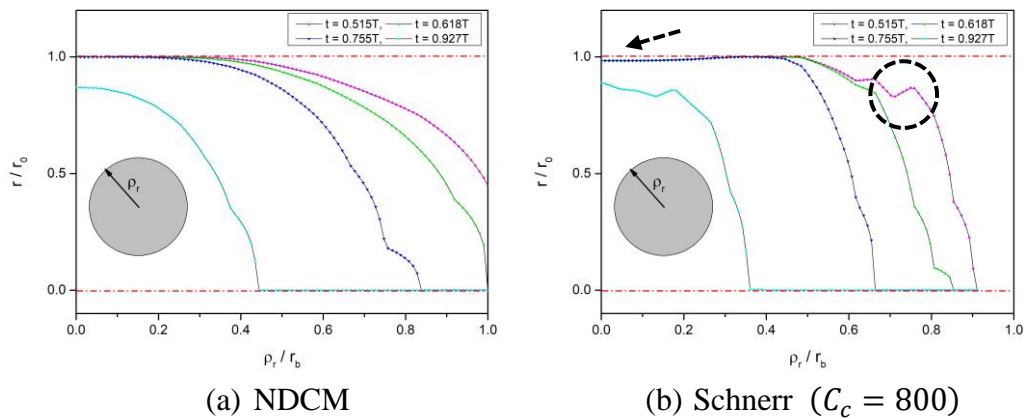 t = 0.515T, t = 0.618T
t = 0.755T, t = 0.927T
1.0
0.5
0.0
r / r₀
ρᵣ
0.0 0.2 0.4 0.6 0.8 1.0
ρᵣ / r_b
(a) NDCM
t = 0.515T, t = 0.618T
t = 0.755T, t = 0.927T
1.0
0.5
0.0
r / r₀
ρᵣ
0.0 0.2 0.4 0.6 0.8 1.0
ρᵣ / r_b
(b) Schnerr (C_c = 800)